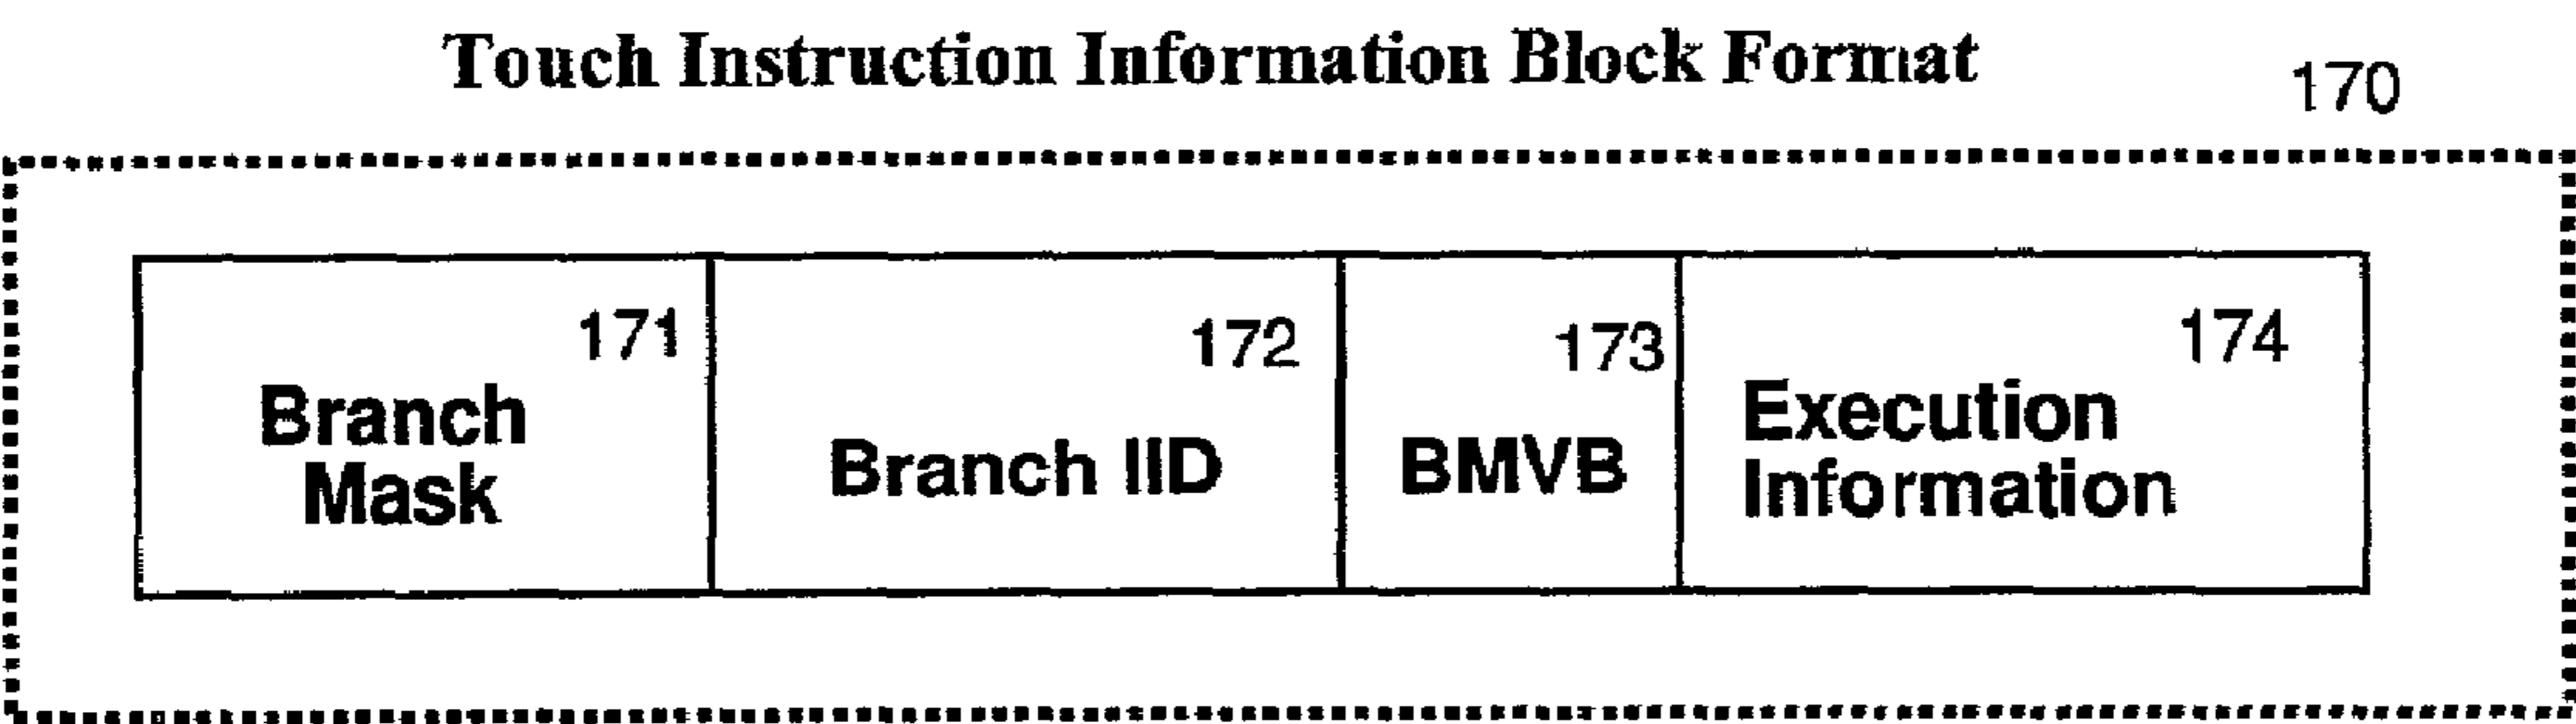 Touch Instruction Information Block Format
170
171
172
173
174
Branch
Mask
Branch IID
BMVB
Execution
Information